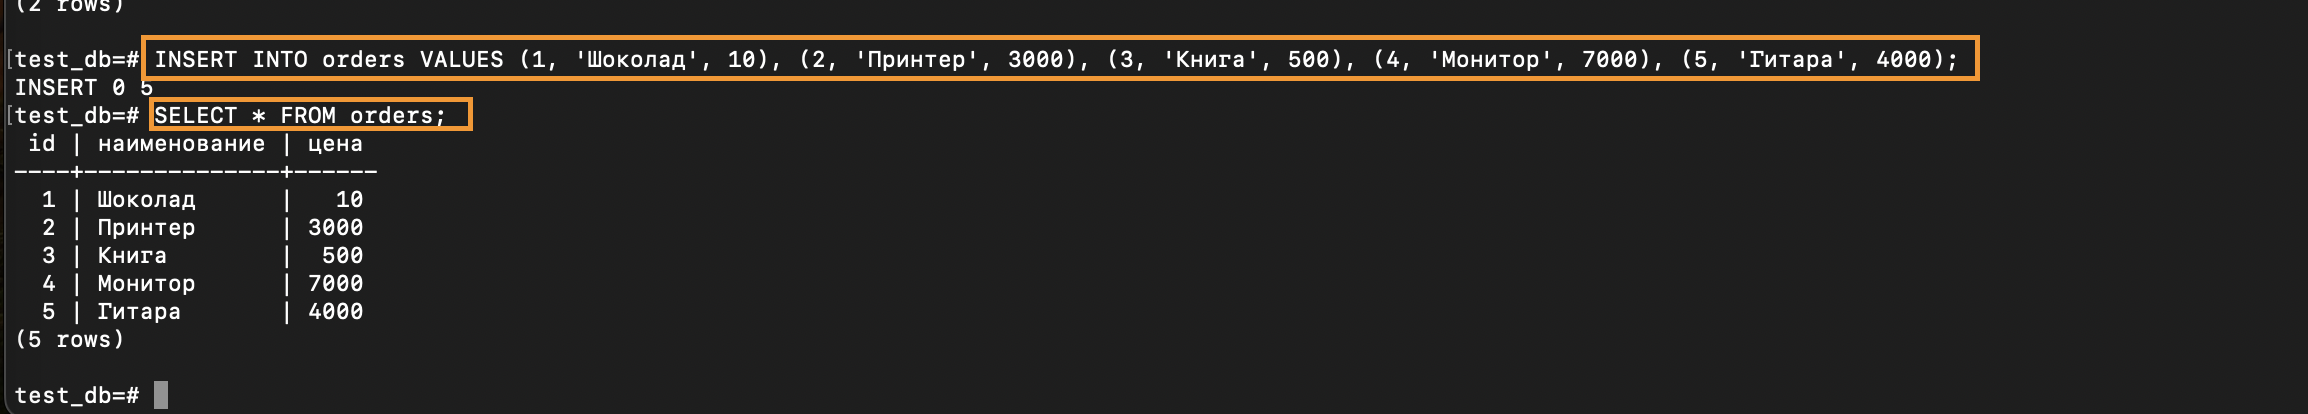 (2 rows)
[test_db=# INSERT INTO orders VALUES (1, 'Шоколад', 10), (2, 'Принтер', 3000), (3, 'Книга', 500), (4, 'Монитор', 7000), (5, 'Гитара', 4000);
INSERT 0 5
[test_db=# SELECT * FROM orders;
 id | наименование | цена
----+--------------+------
  1 | Шоколад      |   10
  2 | Принтер      | 3000
  3 | Книга        |  500
  4 | Монитор      | 7000
  5 | Гитара       | 4000
(5 rows)
test_db=#